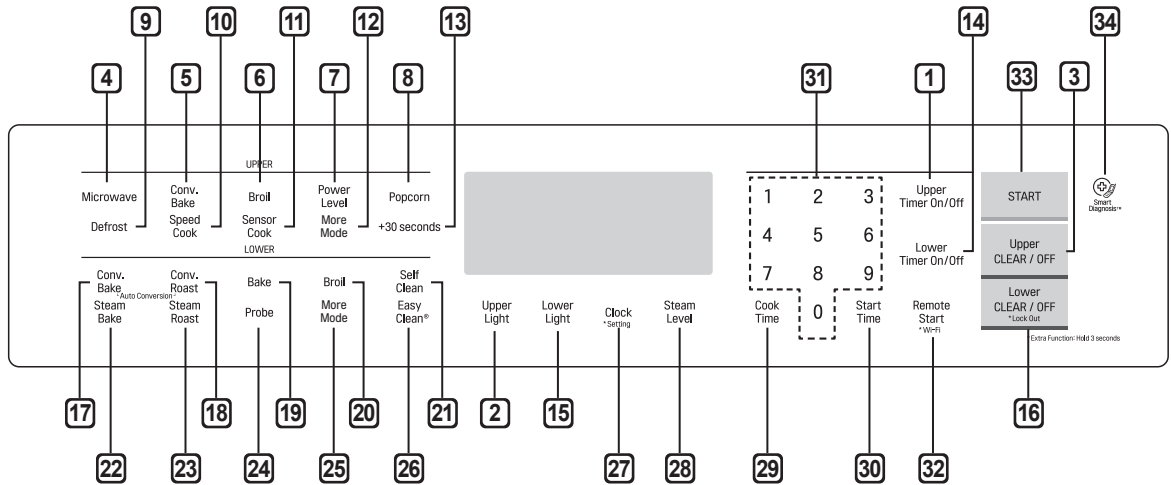 9 10 11 12 13 14 34
4 5 6 7 8 31 1 33 3
UPPER
Microwave
Conv.
Bake
Broil
Power
Level
Popcorn
Defrost
Speed
Cook
Sensor
Cook
More
Mode
+30 seconds
LOWER
Conv.
Bake
Conv.
Roast
*Auto Conversion*
Bake
Broil
Self
Clean
Steam
Bake
Steam
Roast
Probe
More
Mode
Easy
Clean®
Upper
Light
Lower
Light
Clock
*Setting
Steam
Level
1 2 3
4 5 6
7 8 9
0
Cook
Time
Start
Time
Upper
Timer On/Off
Lower
Timer On/Off
Remote
Start
*Wi-Fi
START
Upper
CLEAR / OFF
Lower
CLEAR / OFF
*Lock Out
*Extra Function: Hold 3 seconds
Smart
Diagnosis™
17 18 19 20 21 2 15 16
22 23 24 25 26 27 28 29 30 32